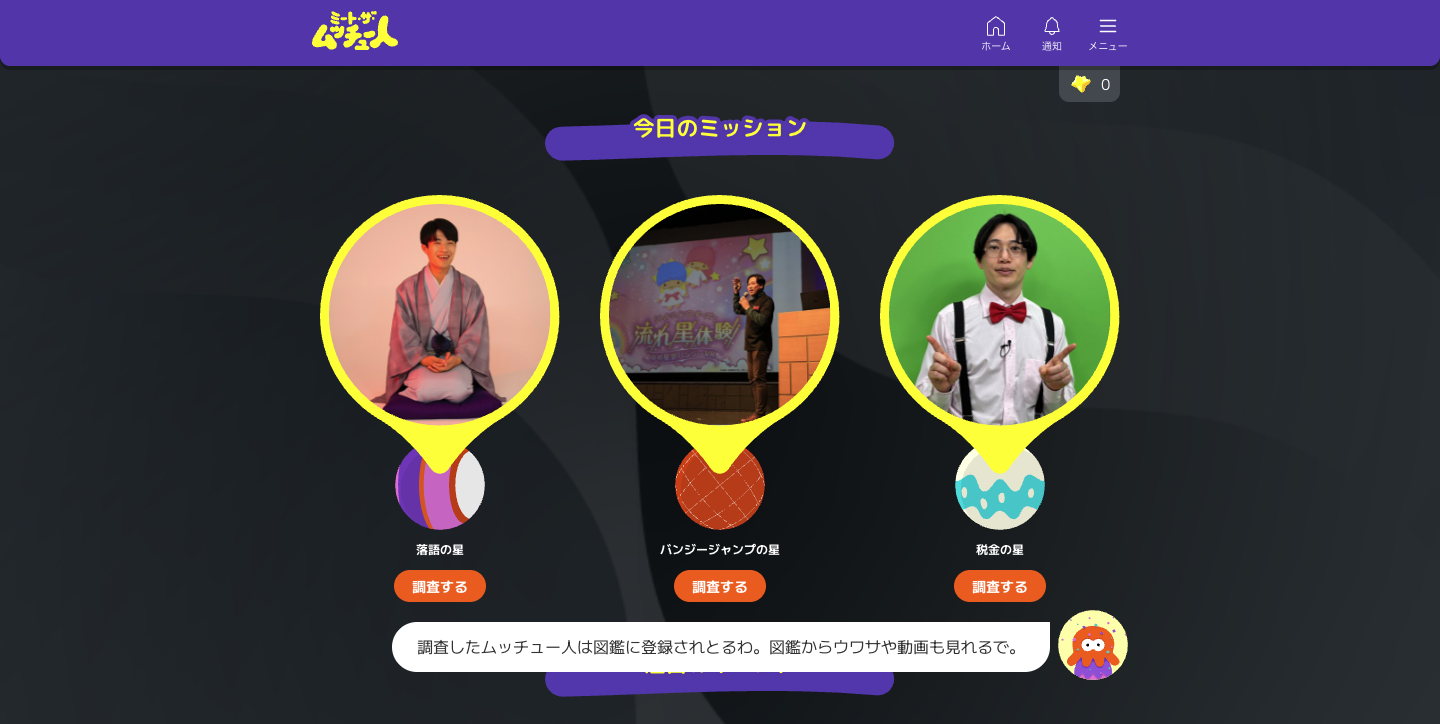 ミート・ザ・
ムッチュー人
ホーム
通知
メニュー
0
今日のミッション
流れ星体験!
落語の星
バンジージャンプの星
税金の星
調査する
調査する
調査する
調査したムッチュー人は図鑑に登録されとるわ。図鑑からウワサや動画も見れるで。